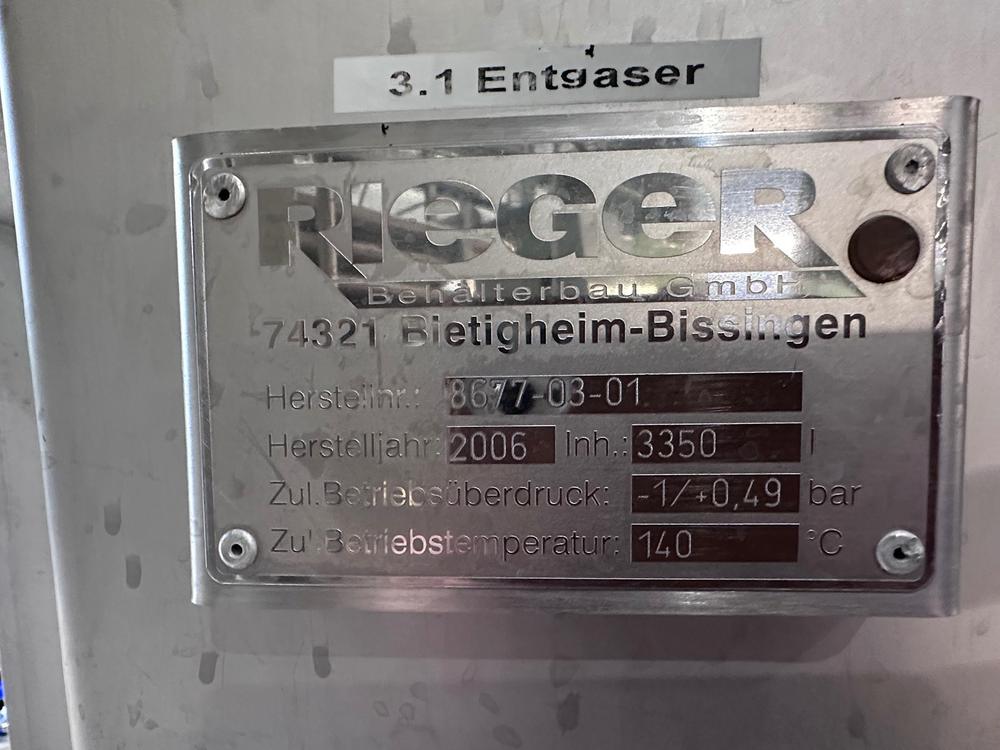 3.1 Entgaser
RIEGER
Behälterbau GmbH
74321 Bietigheim-Bissingen
Herstellnr.: 8677-03-01
Herstelljahr: 2006 Inh.: 3350 l
Zul.Betriebsüberdruck: -1/+0,49 bar
Zul.Betriebstemperatur: 140 °C